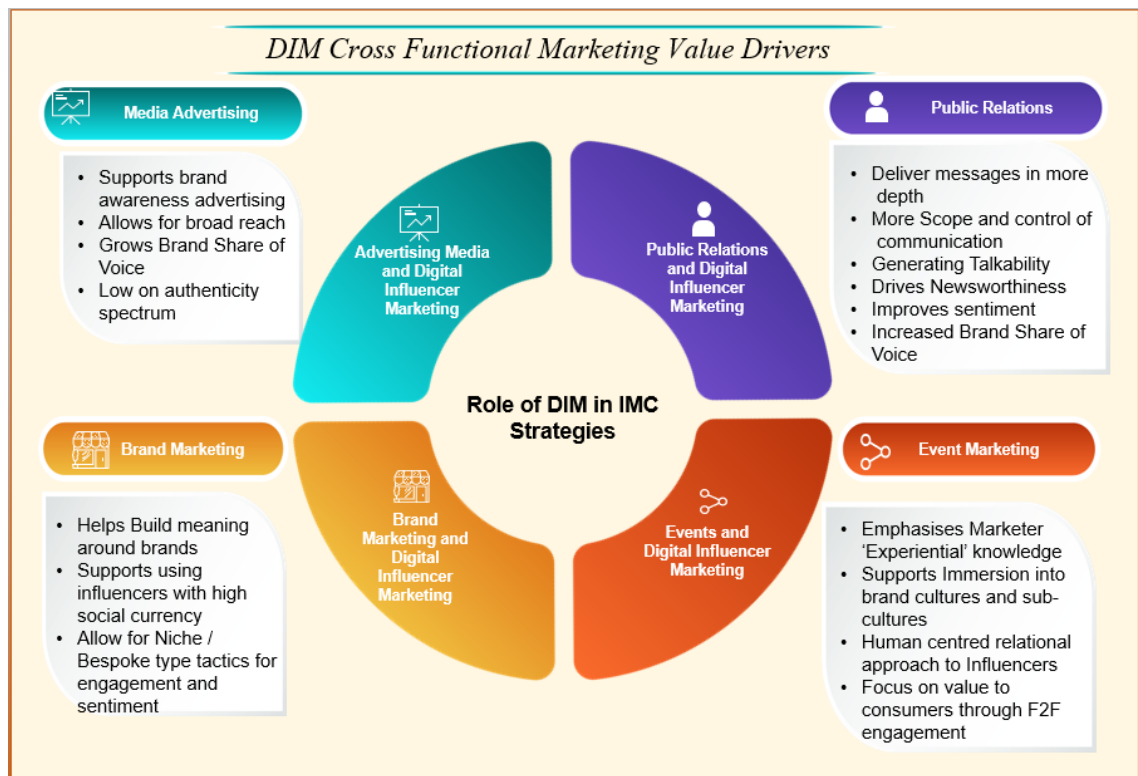 DIM Cross Functional Marketing Value Drivers
Media Advertising
• Supports brand
awareness advertising
• Allows for broad reach
• Grows Brand Share of
Voice
• Low on authenticity
spectrum
Public Relations
• Deliver messages in more
depth
• More Scope and control of
communication
• Generating Talkability
• Drives Newsworthiness
• Improves sentiment
• Increased Brand Share of
Voice
Advertising Media
and Digital
Influencer
Marketing
Public Relations
and Digital
Influencer
Marketing
Role of DIM in IMC
Strategies
Brand Marketing
• Helps Build meaning
around brands
• Supports using
influencers with high
social currency
• Allow for Niche /
Bespoke type tactics for
engagement and
sentiment
Brand
Marketing and
Digital
Influencer
Marketing
Events and
Digital Influencer
Marketing
Event Marketing
• Emphasises Marketer
‘Experiential’ knowledge
• Supports Immersion into
brand cultures and sub-
cultures
• Human centred relational
approach to Influencers
• Focus on value to
consumers through F2F
engagement